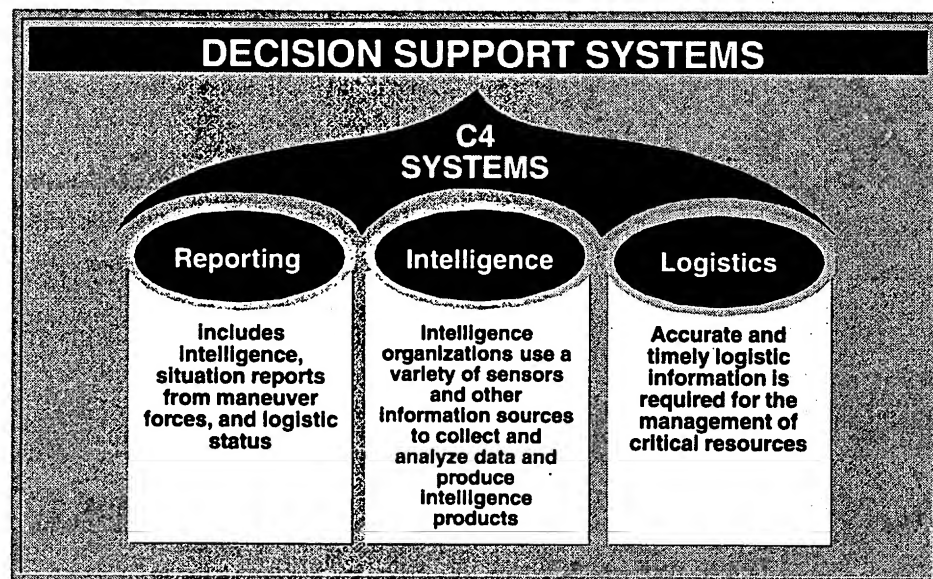 DECISION SUPPORT SYSTEMS
C4
SYSTEMS
Reporting
Includes
intelligence,
situation reports
from maneuver
forces, and logistic
status
Intelligence
Intelligence
organizations use a
variety of sensors
and other
information sources
to collect and
analyze data and
produce
intelligence
products
Logistics
Accurate and
timely logistic
information is
required for the
management of
critical resources